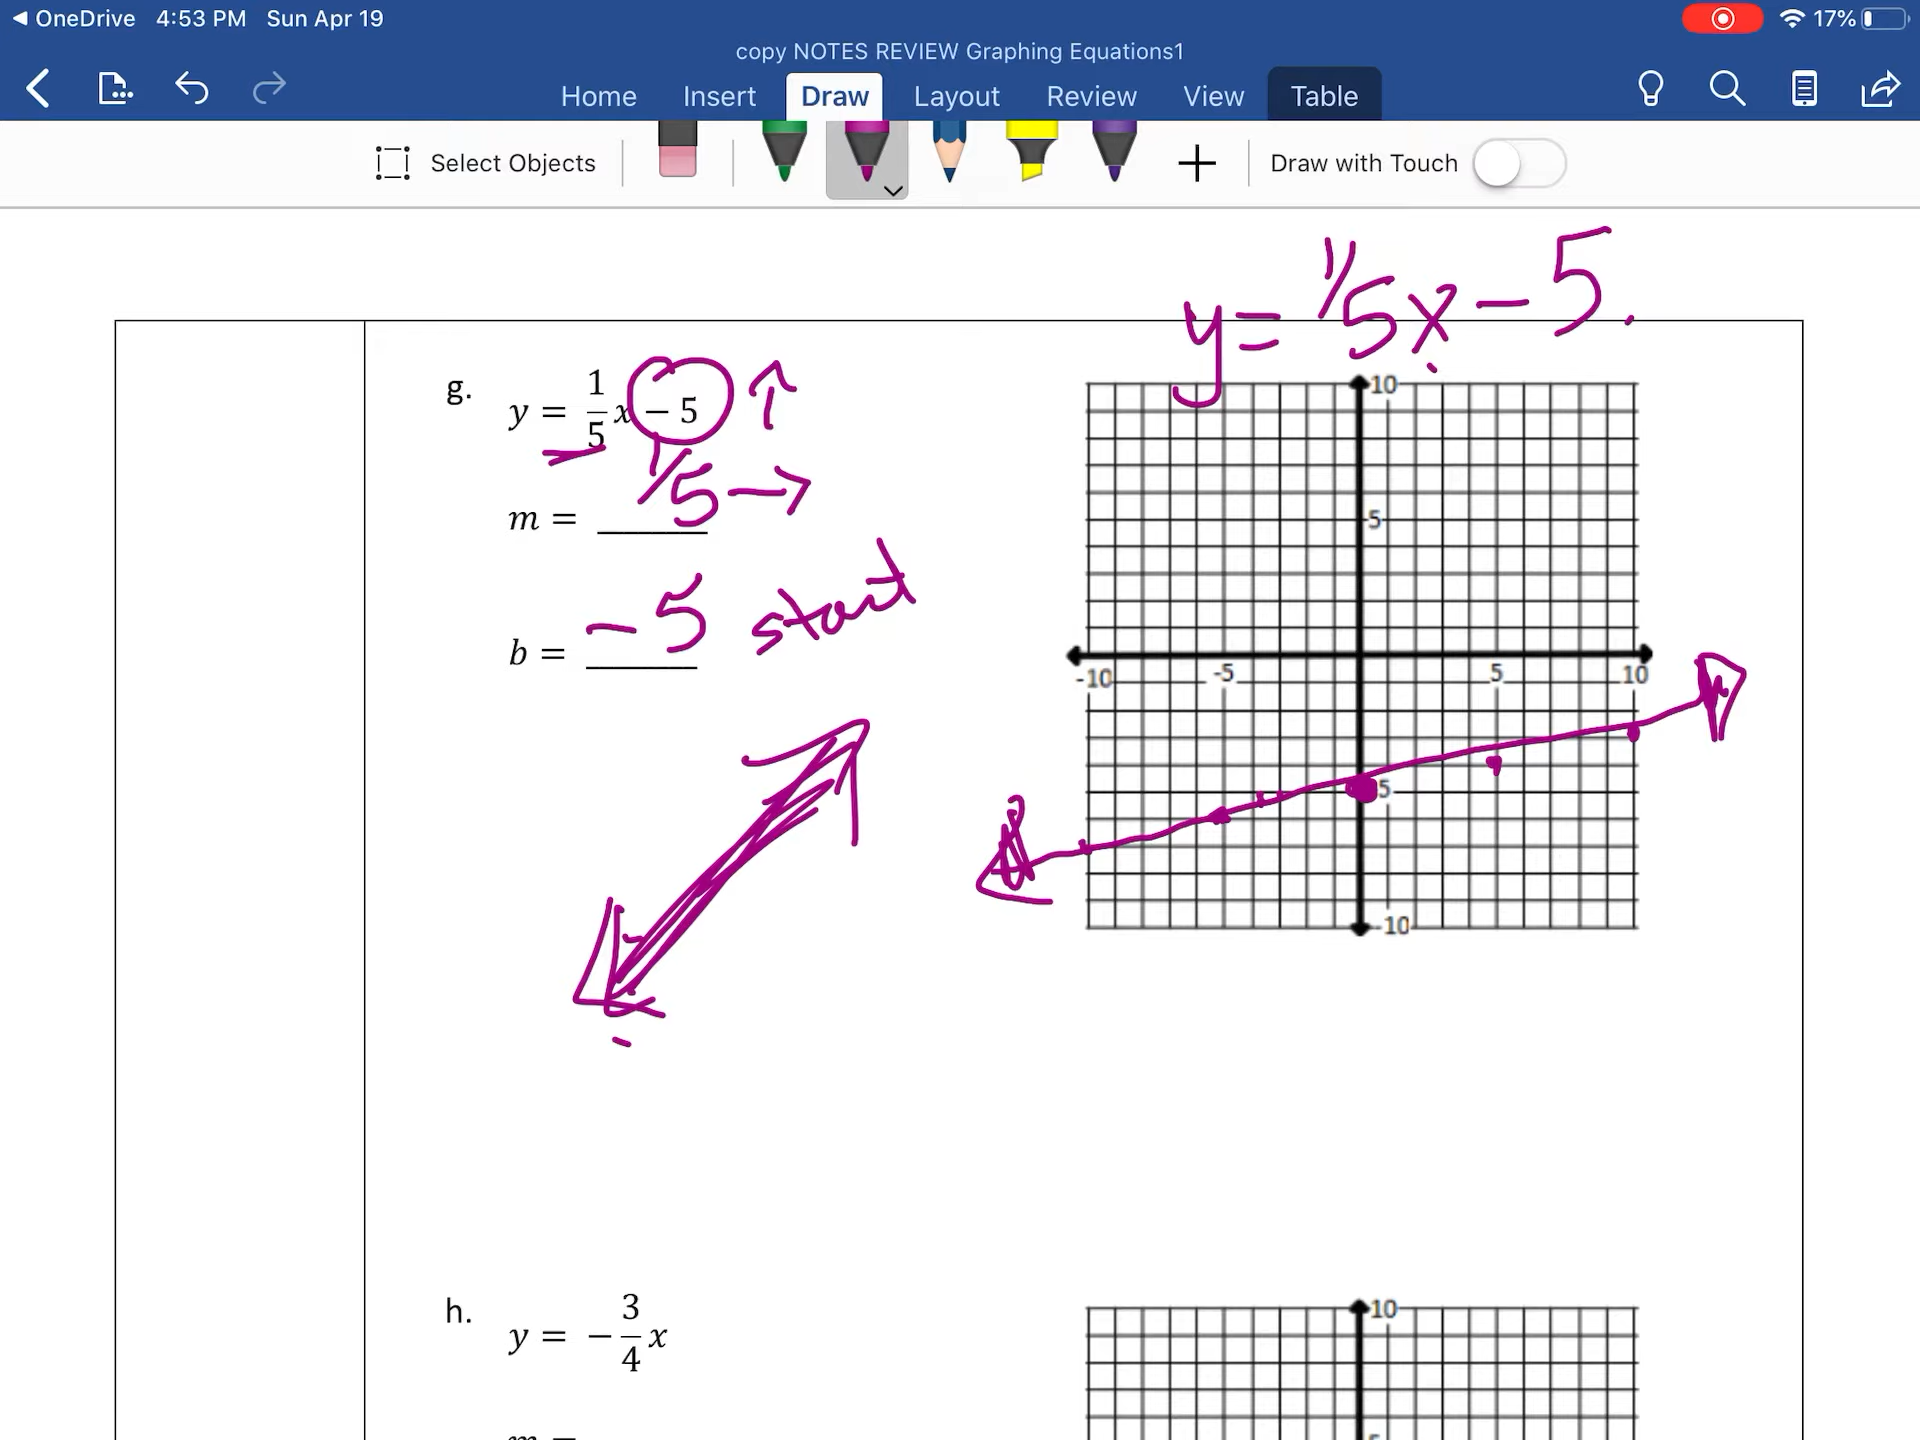 OneDrive 4:53 PM Sun Apr 19 17%
copy NOTES REVIEW Graphing Equations1
Home Insert Draw Layout Review View Table
Select Objects Draw with Touch
y = 1/5x - 5.
g. y = 1/5 x - 5
m = 1/5
b = -5 start
10
5
-10 -5 5 10
5
-10
h. y = - 3/4 x
10
m =